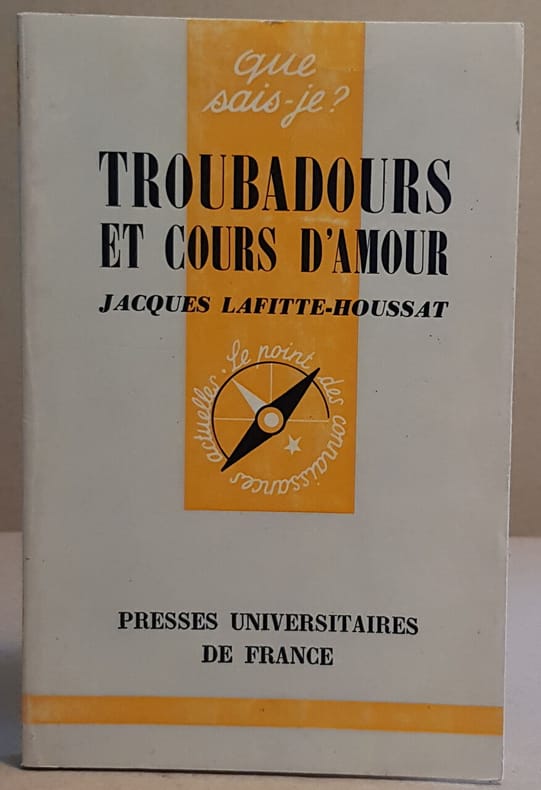 que
sais-je?
TROUBADOURS
ET COURS D'AMOUR
JACQUES LAFITTE-HOUSSAT
Le point des connaissances actuelles.
PRESSES UNIVERSITAIRES
DE FRANCE